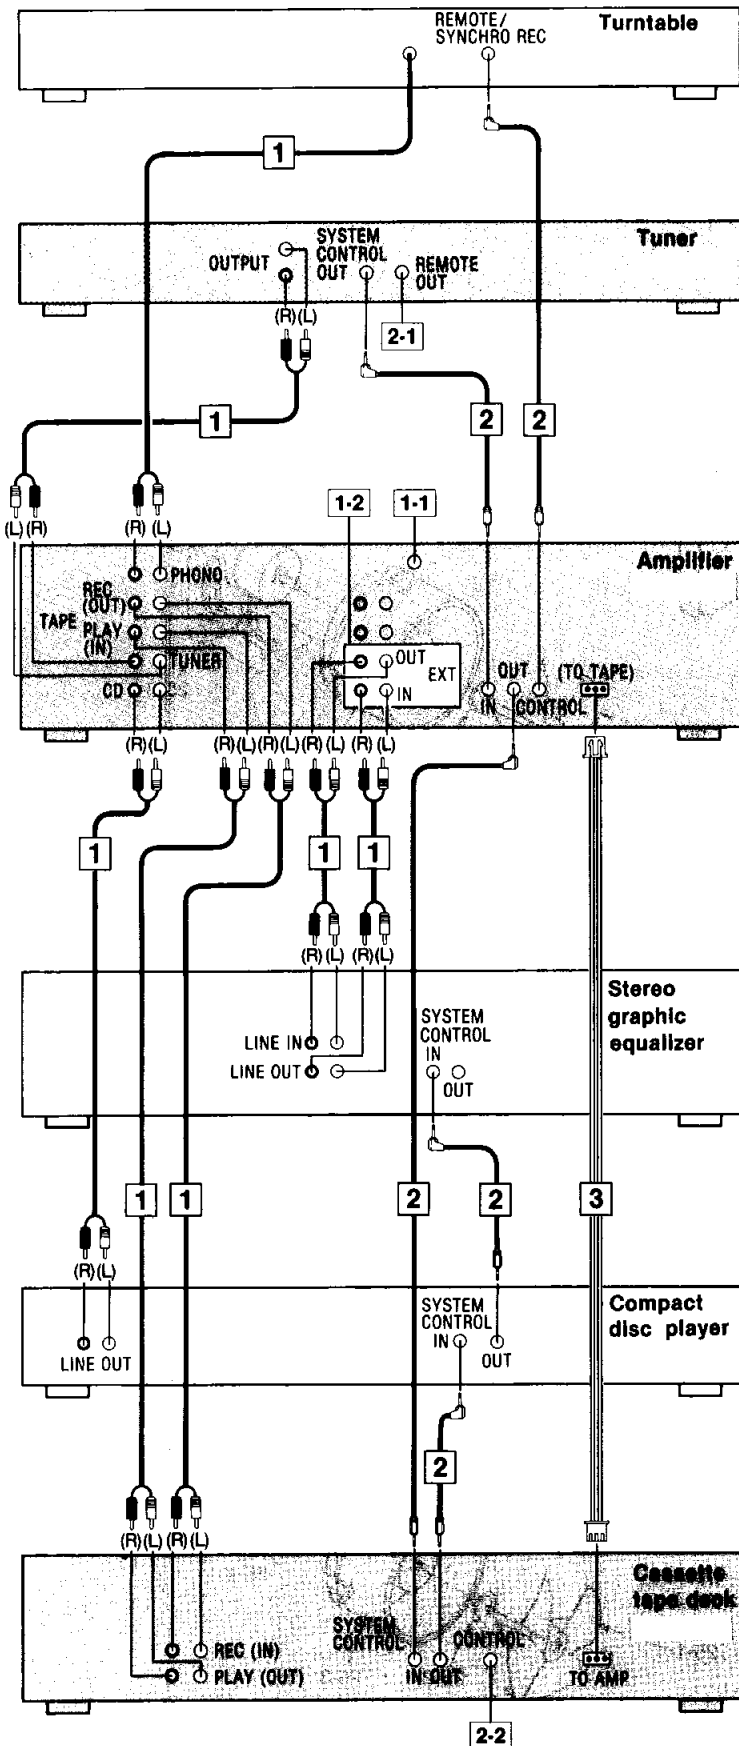 REMOTE/
SYNCHRO REC
Turntable
1
Tuner
SYSTEM
CONTROL
OUT
OUTPUT
REMOTE
OUT
(R)(L)
2-1
1
2
2
1-2
1-1
(L)(R)
(R) (L)
Amplifier
PHONO
REC
(OUT)
TAPE
PLAY
(IN)
TUNER
CD
OUT
EXT
IN
OUT
(TO TAPE)
IN
CONTROL
(R)(L)
(R)(L)
(R)(L)
(R)(L)
(R)(L)
1
1
1
(R)(L)
(R)(L)
Stereo
graphic
equalizer
SYSTEM
CONTROL
IN
LINE IN
LINE OUT
OUT
1
1
2
2
3
(R)(L)
Compact
disc player
SYSTEM
CONTROL
IN
LINE OUT
OUT
2
(R)(L)
(R)(L)
Cassette
tape deck
SYSTEM
CONTROL
CONTROL
REC (IN)
PLAY (OUT)
IN OUT
TO AMP
2-2